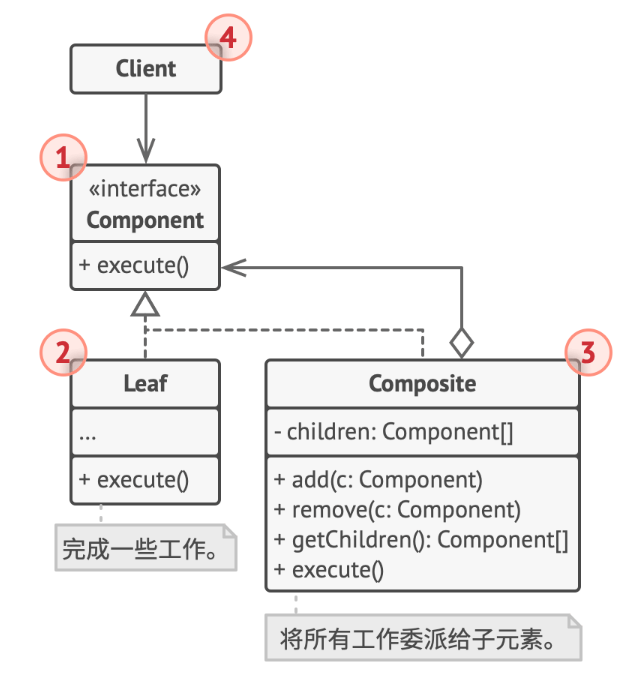 4
Client
1
«interface»
Component
+ execute()
2
Leaf
...
+ execute()
完成一些工作。
3
Composite
- children: Component[]
+ add(c: Component)
+ remove(c: Component)
+ getChildren(): Component[]
+ execute()
将所有工作委派给子元素。